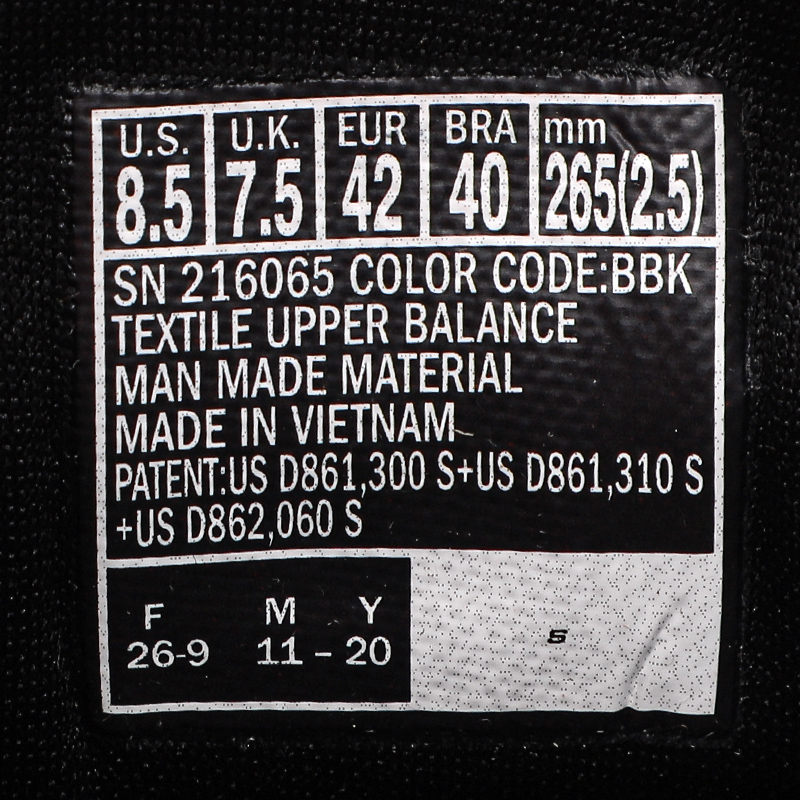 U.S. U.K. EUR BRA mm
8.5 7.5 42 40 265(2.5)
SN 216065 COLOR CODE:BBK
TEXTILE UPPER BALANCE
MAN MADE MATERIAL
MADE IN VIETNAM
PATENT:US D861,300 S+US D861,310 S
+US D862,060 S
F M Y
26-9 11 – 20
S